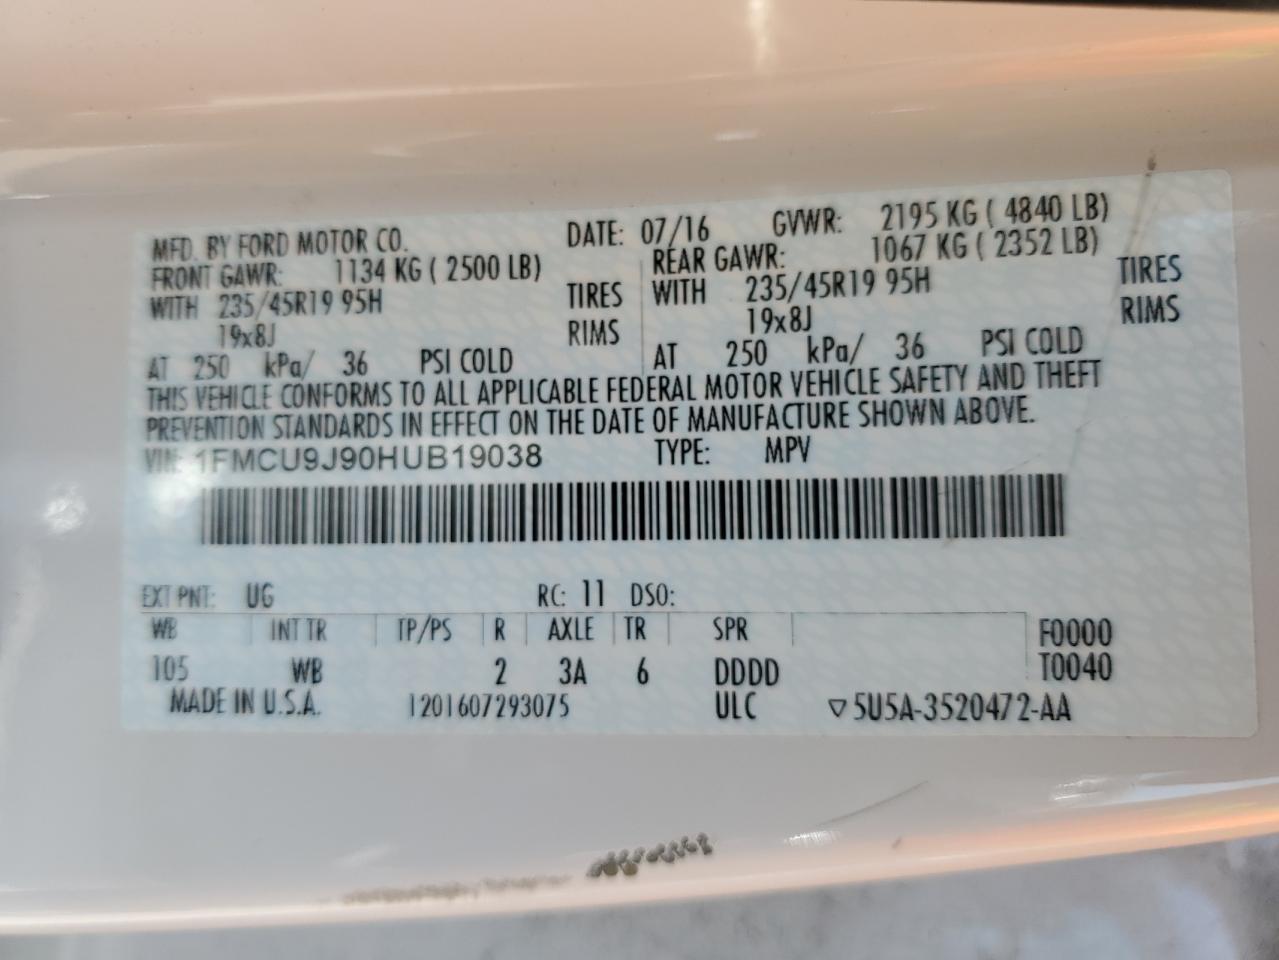 MFD. BY FORD MOTOR CO. DATE: 07/16 GVWR: 2195 KG ( 4840 LB)
FRONT GAWR: 1134 KG ( 2500 LB) REAR GAWR: 1067 KG ( 2352 LB)
WITH 235/45R19 95H TIRES WITH 235/45R19 95H TIRES
19x8J RIMS 19x8J RIMS
AT 250 kPa/ 36 PSI COLD AT 250 kPa/ 36 PSI COLD
THIS VEHICLE CONFORMS TO ALL APPLICABLE FEDERAL MOTOR VEHICLE SAFETY AND THEFT
PREVENTION STANDARDS IN EFFECT ON THE DATE OF MANUFACTURE SHOWN ABOVE.
VIN: 1FMCU9J90HUB19038 TYPE: MPV
EXT PNT: UG RC: 11 DSO:
WB INT TR TP/PS R AXLE TR SPR F0000
105 WB 2 3A 6 DDDD T0040
MADE IN U.S.A. 1201607293075 ULC ▽5U5A-3520472-AA